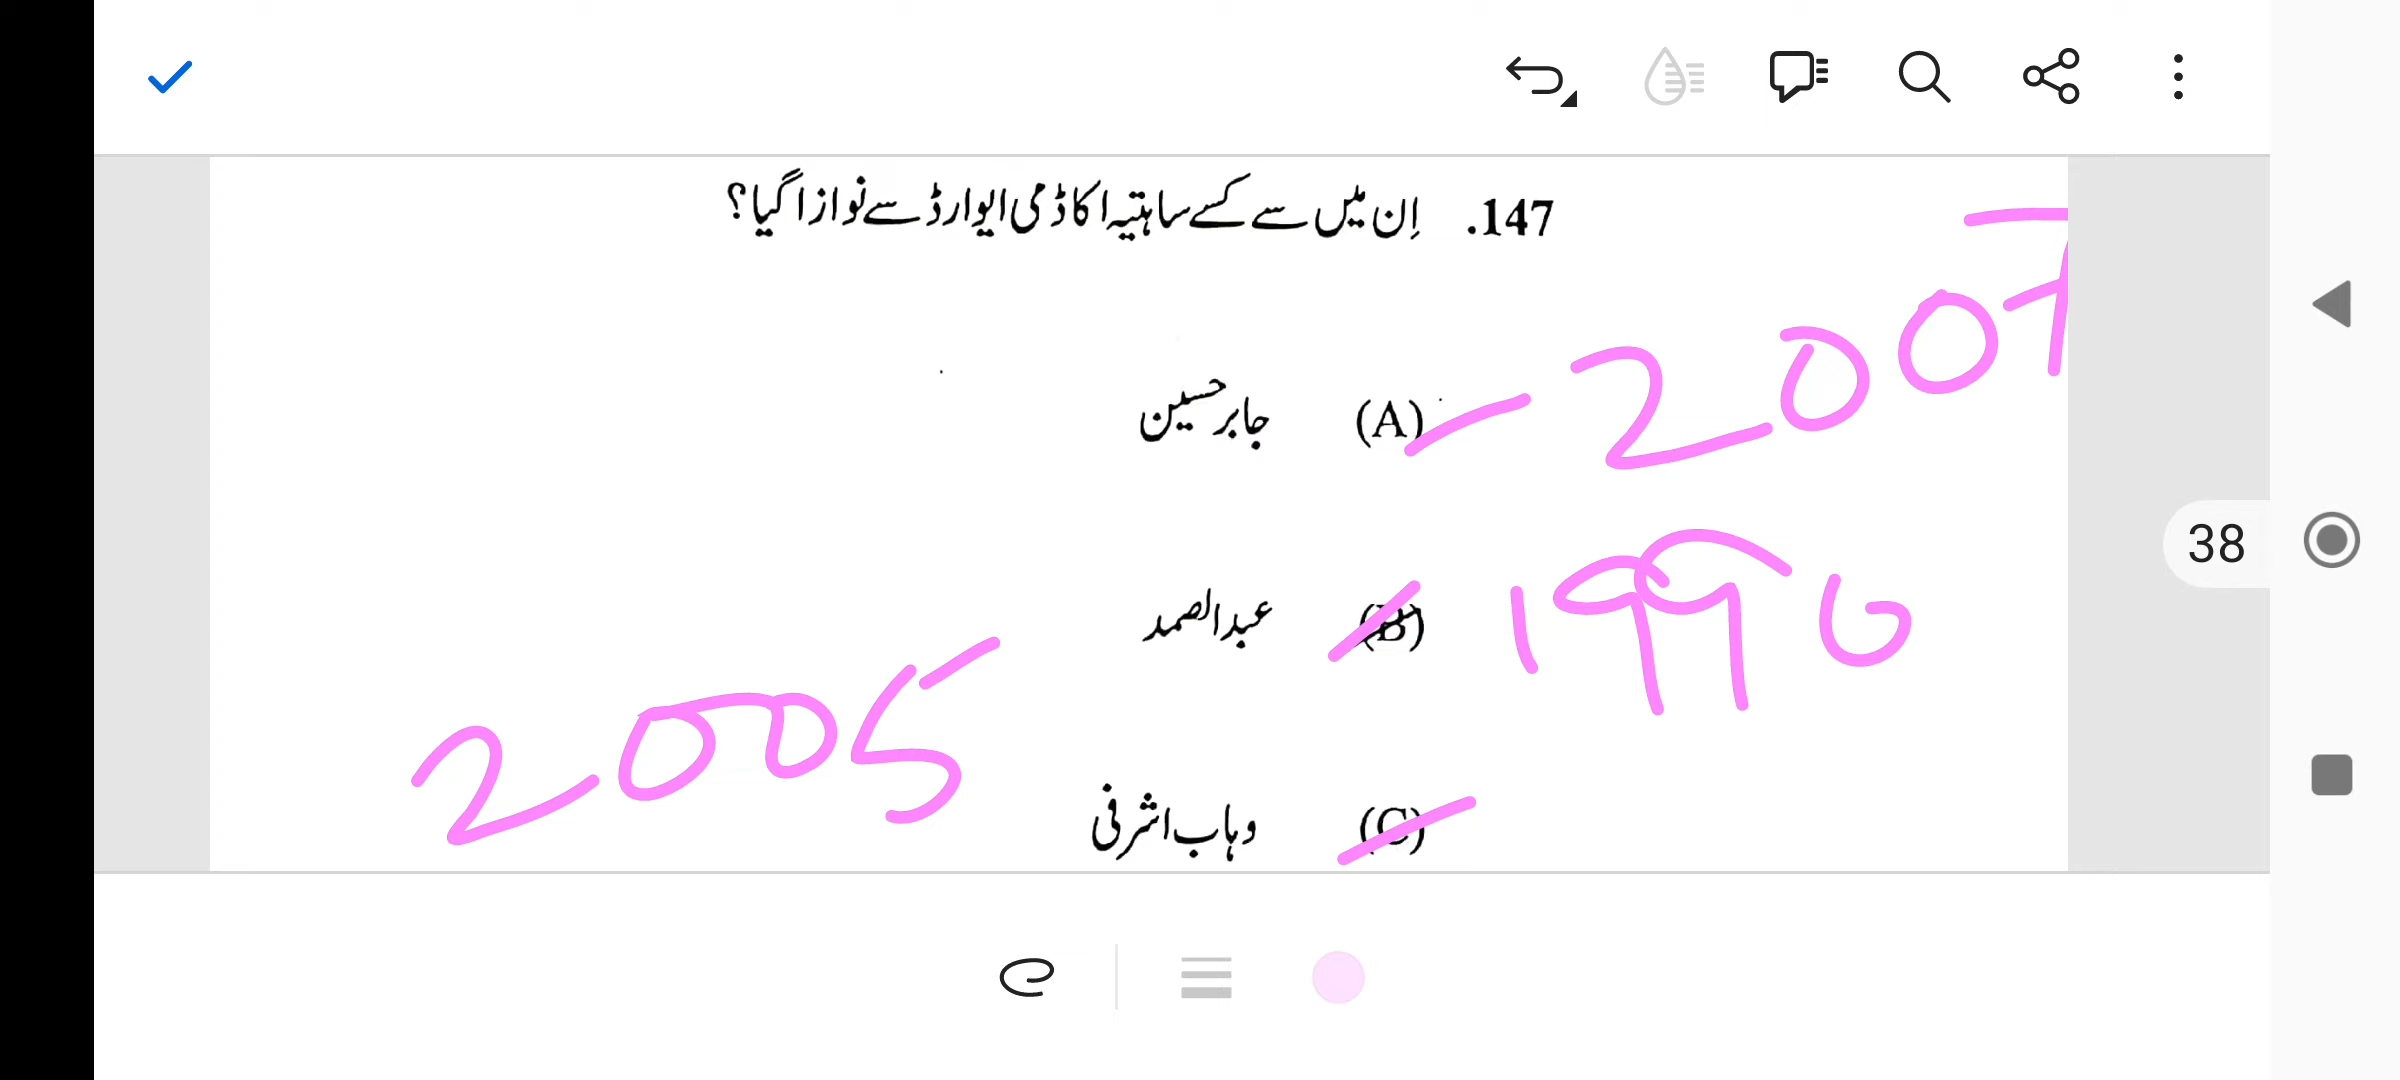 147. اِن میں سے کسے ساہتیہ اکاڈمی ایوارڈ سے نوازا گیا؟
(A) جابر حسین 2007
(B) عبدالصمد 1990
38
2005
(C) وہاب اشرفی